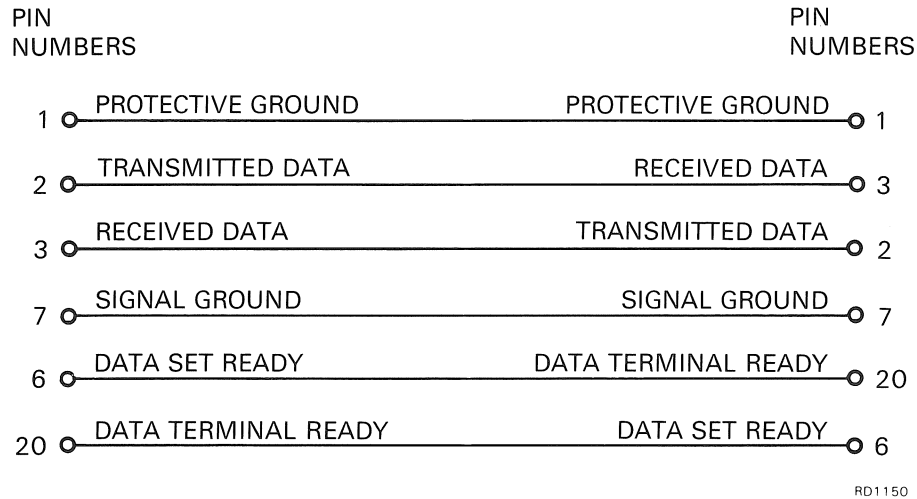 PIN NUMBERS PIN NUMBERS
1 PROTECTIVE GROUND PROTECTIVE GROUND 1
2 TRANSMITTED DATA RECEIVED DATA 3
3 RECEIVED DATA TRANSMITTED DATA 2
7 SIGNAL GROUND SIGNAL GROUND 7
6 DATA SET READY DATA TERMINAL READY 20
20 DATA TERMINAL READY DATA SET READY 6
RD1150